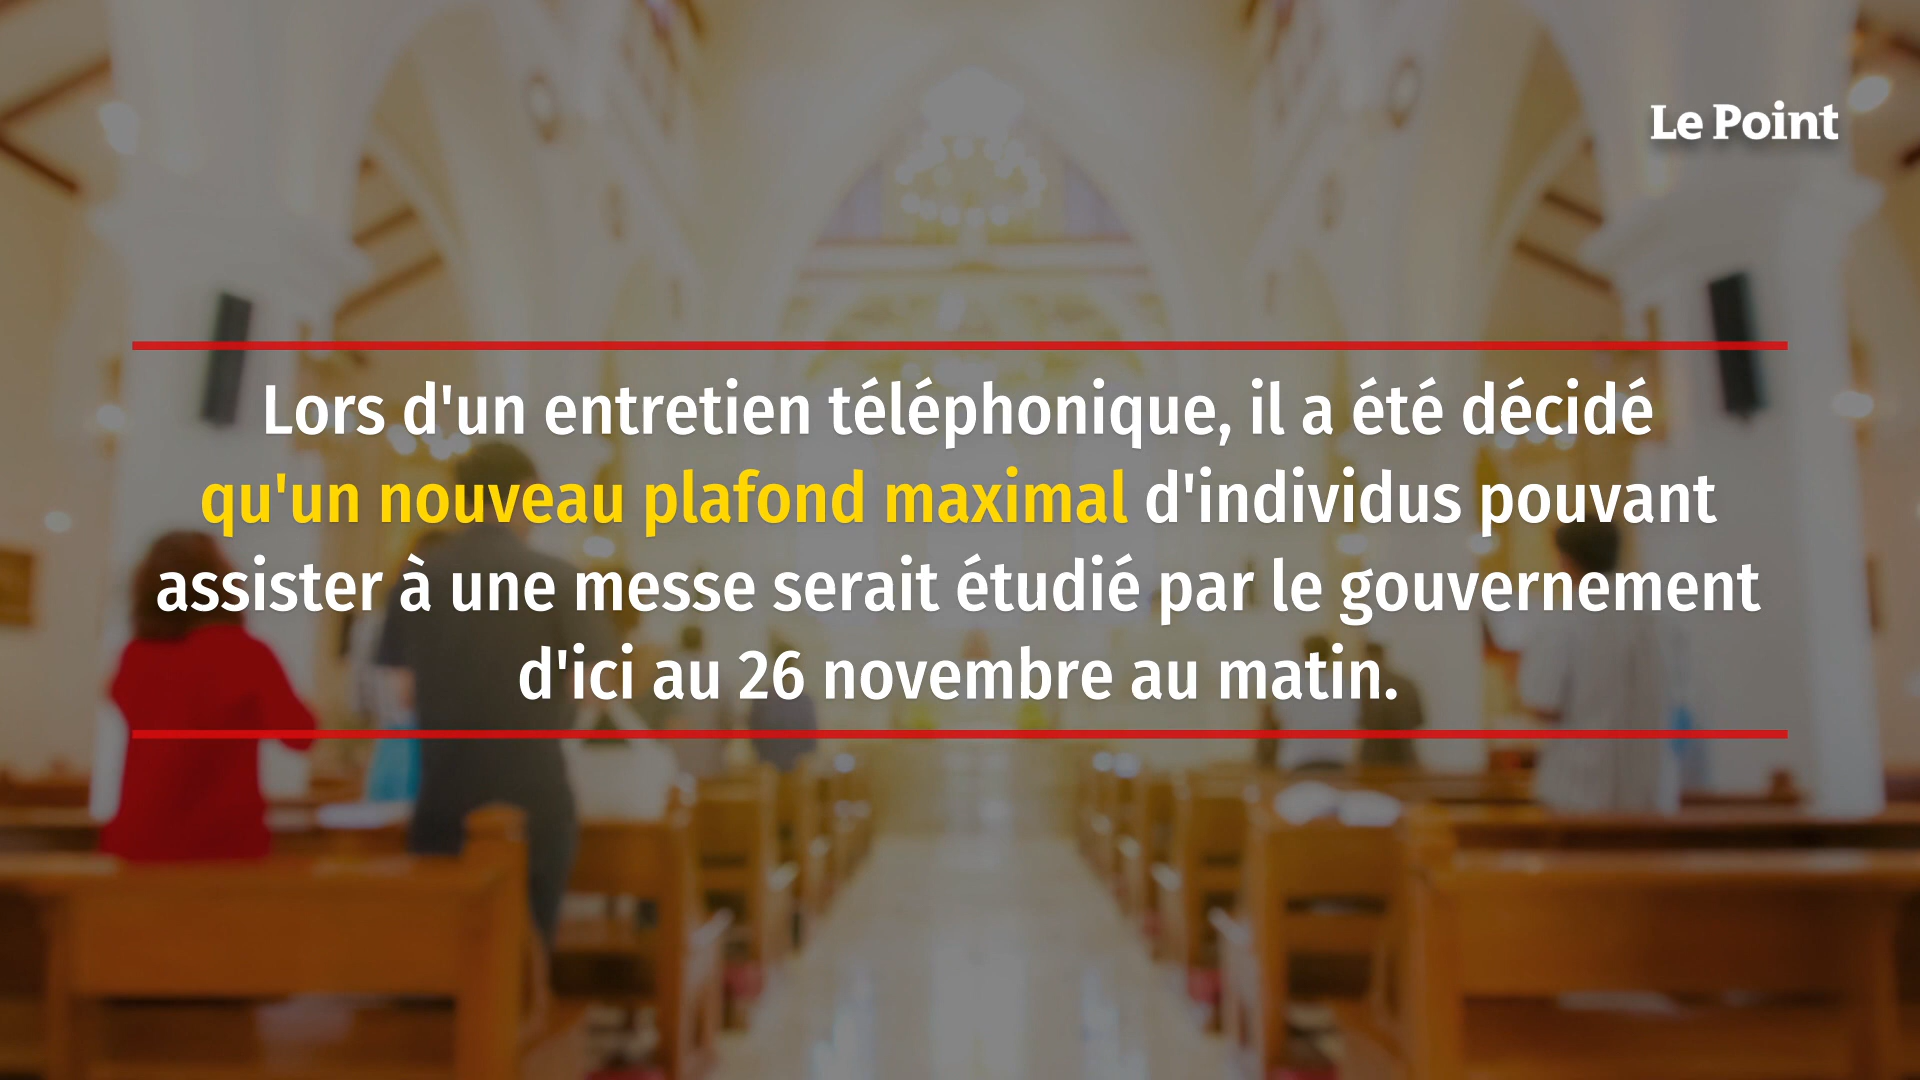 Le Point
Lors d'un entretien téléphonique, il a été décidé
qu'un nouveau plafond maximal d'individus pouvant
assister à une messe serait étudié par le gouvernement
d'ici au 26 novembre au matin.